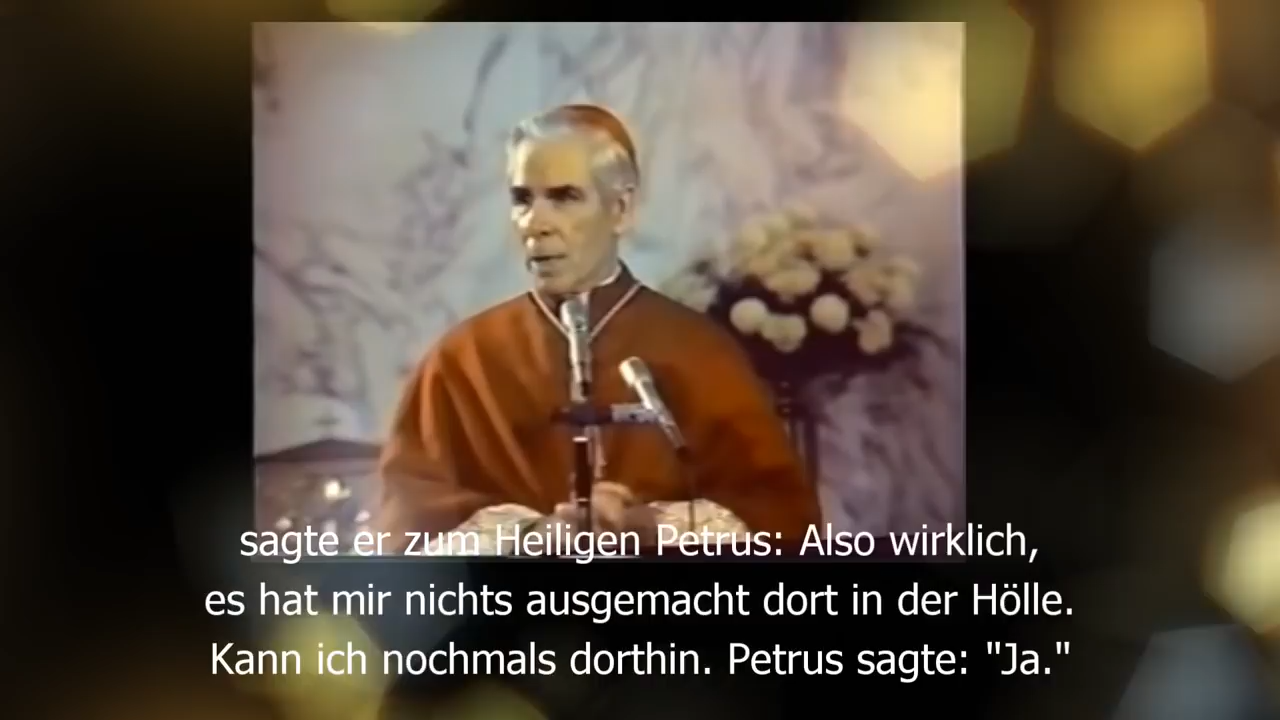 sagte er zum Heiligen Petrus: Also wirklich,
es hat mir nichts ausgemacht dort in der Hölle.
Kann ich nochmals dorthin. Petrus sagte: "Ja."